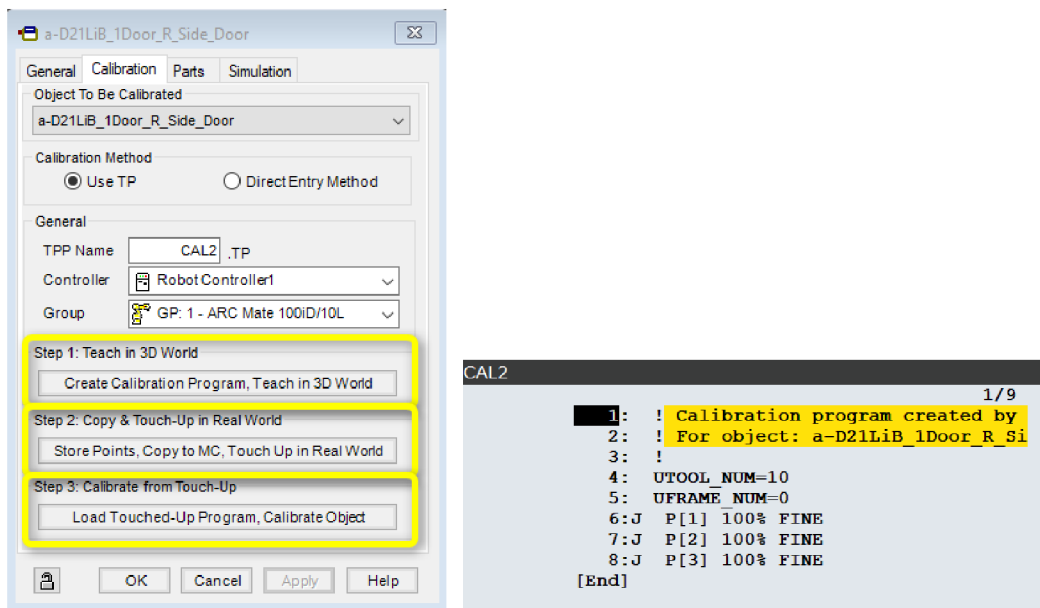 a-D21LiB_1Door_R_Side_Door
General Calibration Parts Simulation
Object To Be Calibrated
a-D21LiB_1Door_R_Side_Door
Calibration Method
Use TP Direct Entry Method
General
TPP Name CAL2 .TP
Controller Robot Controller1
Group GP: 1 - ARC Mate 100iD/10L
Step 1: Teach in 3D World
Create Calibration Program, Teach in 3D World
Step 2: Copy & Touch-Up in Real World
Store Points, Copy to MC, Touch Up in Real World
Step 3: Calibrate from Touch-Up
Load Touched-Up Program, Calibrate Object
OK Cancel Apply Help
CAL2
1/9
1: ! Calibration program created by
2: ! For object: a-D21LiB_1Door_R_Si
3: !
4: UTOOL_NUM=10
5: UFRAME_NUM=0
6:J P[1] 100% FINE
7:J P[2] 100% FINE
8:J P[3] 100% FINE
[End]